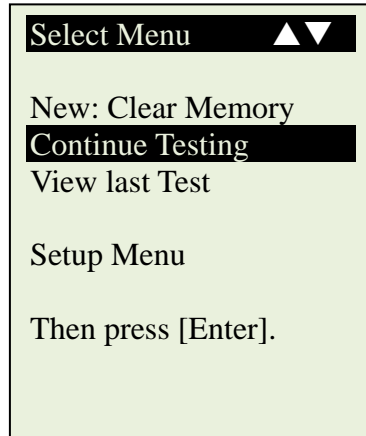 Select Menu ▲▼
New: Clear Memory
Continue Testing
View last Test
Setup Menu
Then press [Enter].